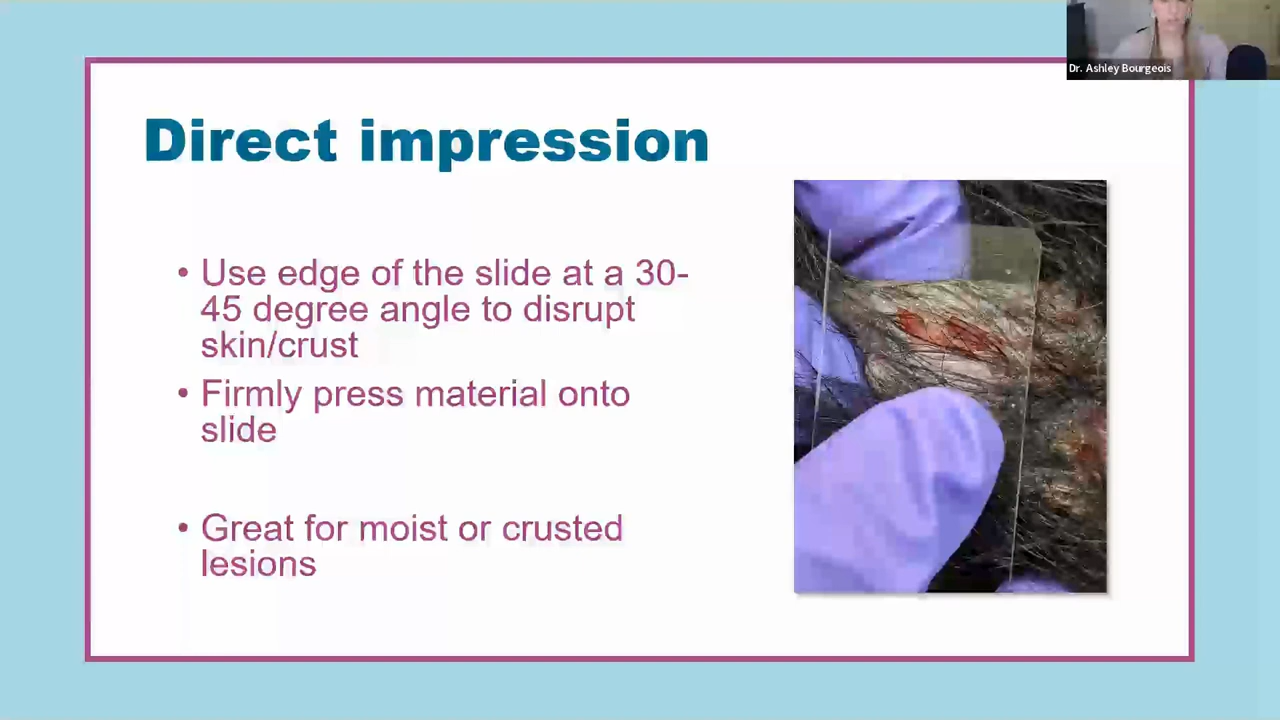 Dr. Ashley Bourgeois
Direct impression
• Use edge of the slide at a 30-
45 degree angle to disrupt
skin/crust
• Firmly press material onto
slide
• Great for moist or crusted
lesions